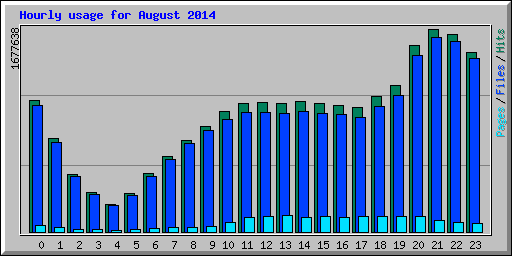 Hourly usage for August 2014
1677638
Pages / Files / Hits
0 1 2 3 4 5 6 7 8 9 10 11 12 13 14 15 16 17 18 19 20 21 22 23